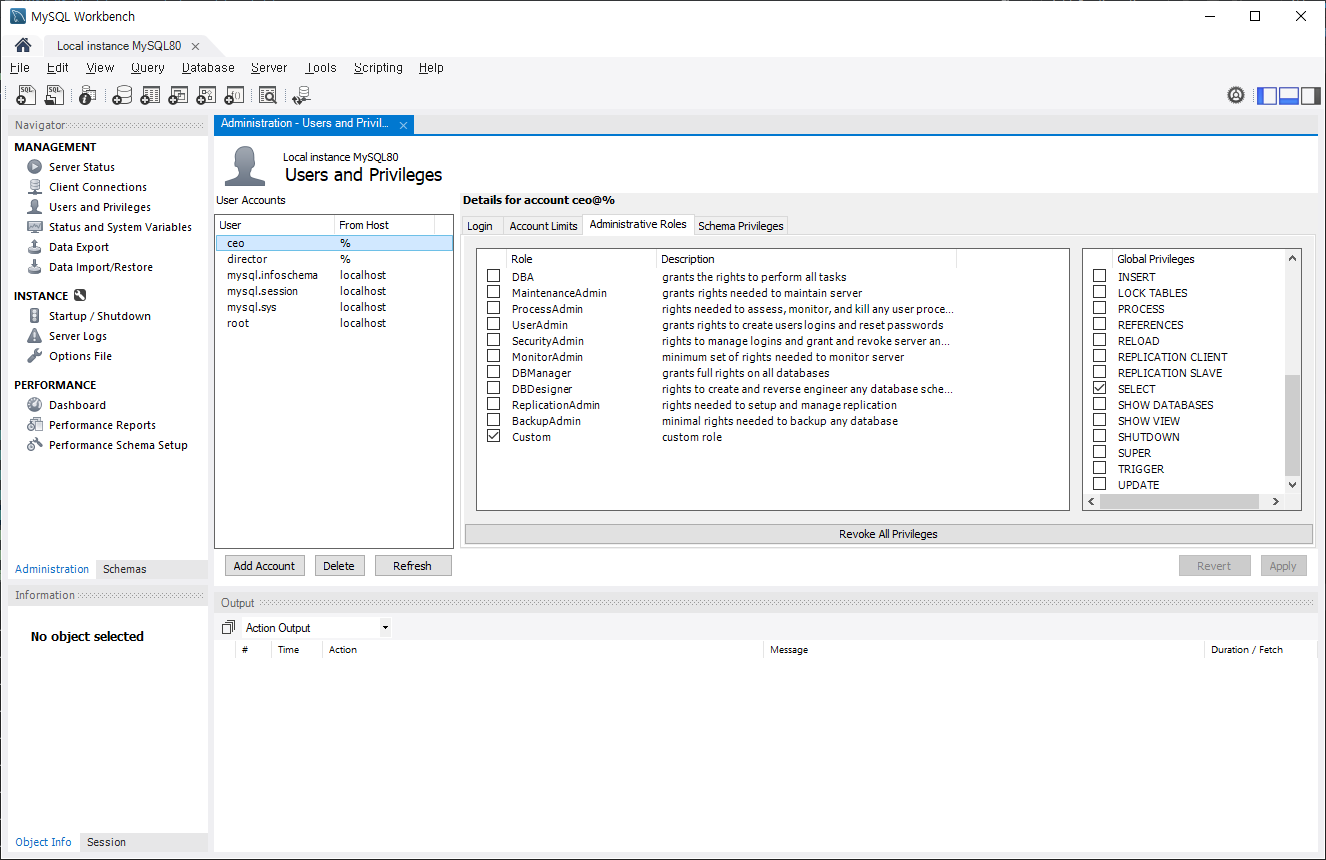 MySQL Workbench
Local instance MySQL80
File Edit View Query Database Server Tools Scripting Help
Navigator
MANAGEMENT
Server Status
Client Connections
Users and Privileges
Status and System Variables
Data Export
Data Import/Restore
INSTANCE
Startup / Shutdown
Server Logs
Options File
PERFORMANCE
Dashboard
Performance Reports
Performance Schema Setup
Administration Schemas
Information
No object selected
Object Info Session
Administration - Users and Privil...
Local instance MySQL80
Users and Privileges
User Accounts
User From Host
ceo %
director %
mysql.infoschema localhost
mysql.session localhost
mysql.sys localhost
root localhost
Add Account Delete Refresh
Details for account ceo@%
Login Account Limits Administrative Roles Schema Privileges
Role Description
DBA grants the rights to perform all tasks
MaintenanceAdmin grants rights needed to maintain server
ProcessAdmin rights needed to assess, monitor, and kill any user proce...
UserAdmin grants rights to create users logins and reset passwords
SecurityAdmin rights to manage logins and grant and revoke server an...
MonitorAdmin minimum set of rights needed to monitor server
DBManager grants full rights on all databases
DBDesigner rights to create and reverse engineer any database sche...
ReplicationAdmin rights needed to setup and manage replication
BackupAdmin minimal rights needed to backup any database
Custom custom role
Global Privileges
INSERT
LOCK TABLES
PROCESS
REFERENCES
RELOAD
REPLICATION CLIENT
REPLICATION SLAVE
SELECT
SHOW DATABASES
SHOW VIEW
SHUTDOWN
SUPER
TRIGGER
UPDATE
Revoke All Privileges
Revert Apply
Output
Action Output
# Time Action Message Duration / Fetch